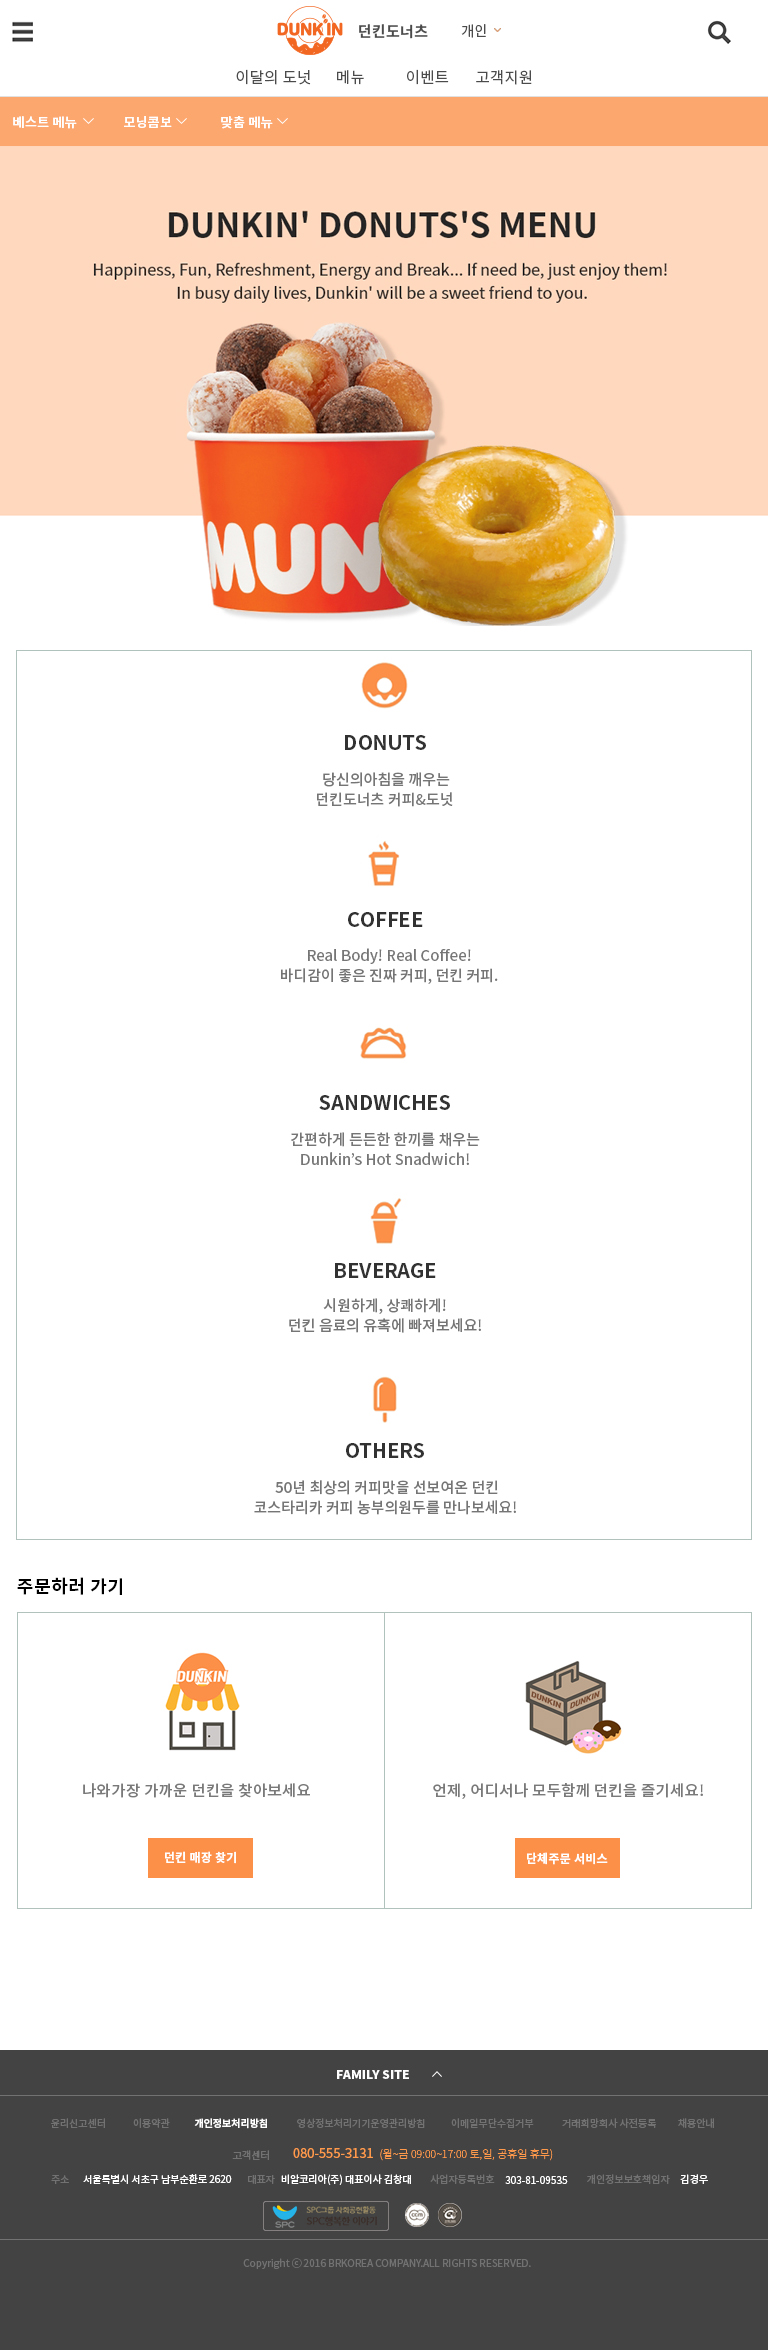 DUNKIN
던킨도너츠
개인
이달의 도넛 메뉴 이벤트 고객지원
베스트 메뉴 모닝콤보 맞춤 메뉴
DUNKIN' DONUTS'S MENU
Happiness, Fun, Refreshment, Energy and Break... If need be, just enjoy them!
In busy daily lives, Dunkin' will be a sweet friend to you.
MUN
DONUTS
당신의아침을 깨우는
던킨도너츠 커피&도넛
COFFEE
Real Body! Real Coffee!
바디감이 좋은 진짜 커피, 던킨 커피.
SANDWICHES
간편하게 든든한 한끼를 채우는
Dunkin’s Hot Snadwich!
BEVERAGE
시원하게, 상쾌하게!
던킨 음료의 유혹에 빠져보세요!
OTHERS
50년 최상의 커피맛을 선보여온 던킨
코스타리카 커피 농부의원두를 만나보세요!
주문하러 가기
DUNKIN
나와가장 가까운 던킨을 찾아보세요
던킨 매장 찾기
DUNKIN DUNKIN
언제, 어디서나 모두함께 던킨을 즐기세요!
단체주문 서비스
FAMILY SITE
윤리신고센터 이용약관 개인정보처리방침 영상정보처리기기운영관리방침 이메일무단수집거부 거래희망회사 사전등록 채용안내
고객센터 080-555-3131 (월~금 09:00~17:00 토,일, 공휴일 휴무)
주소 서울특별시 서초구 남부순환로 2620 대표자 비알코리아(주) 대표이사 김창대 사업자등록번호 303-81-09535 개인정보보호책임자 김경우
SPC SPC그룹 사회공헌활동
SPC행복한 이야기
Copyright ⓒ 2016 BRKOREA COMPANY.ALL RIGHTS RESERVED.